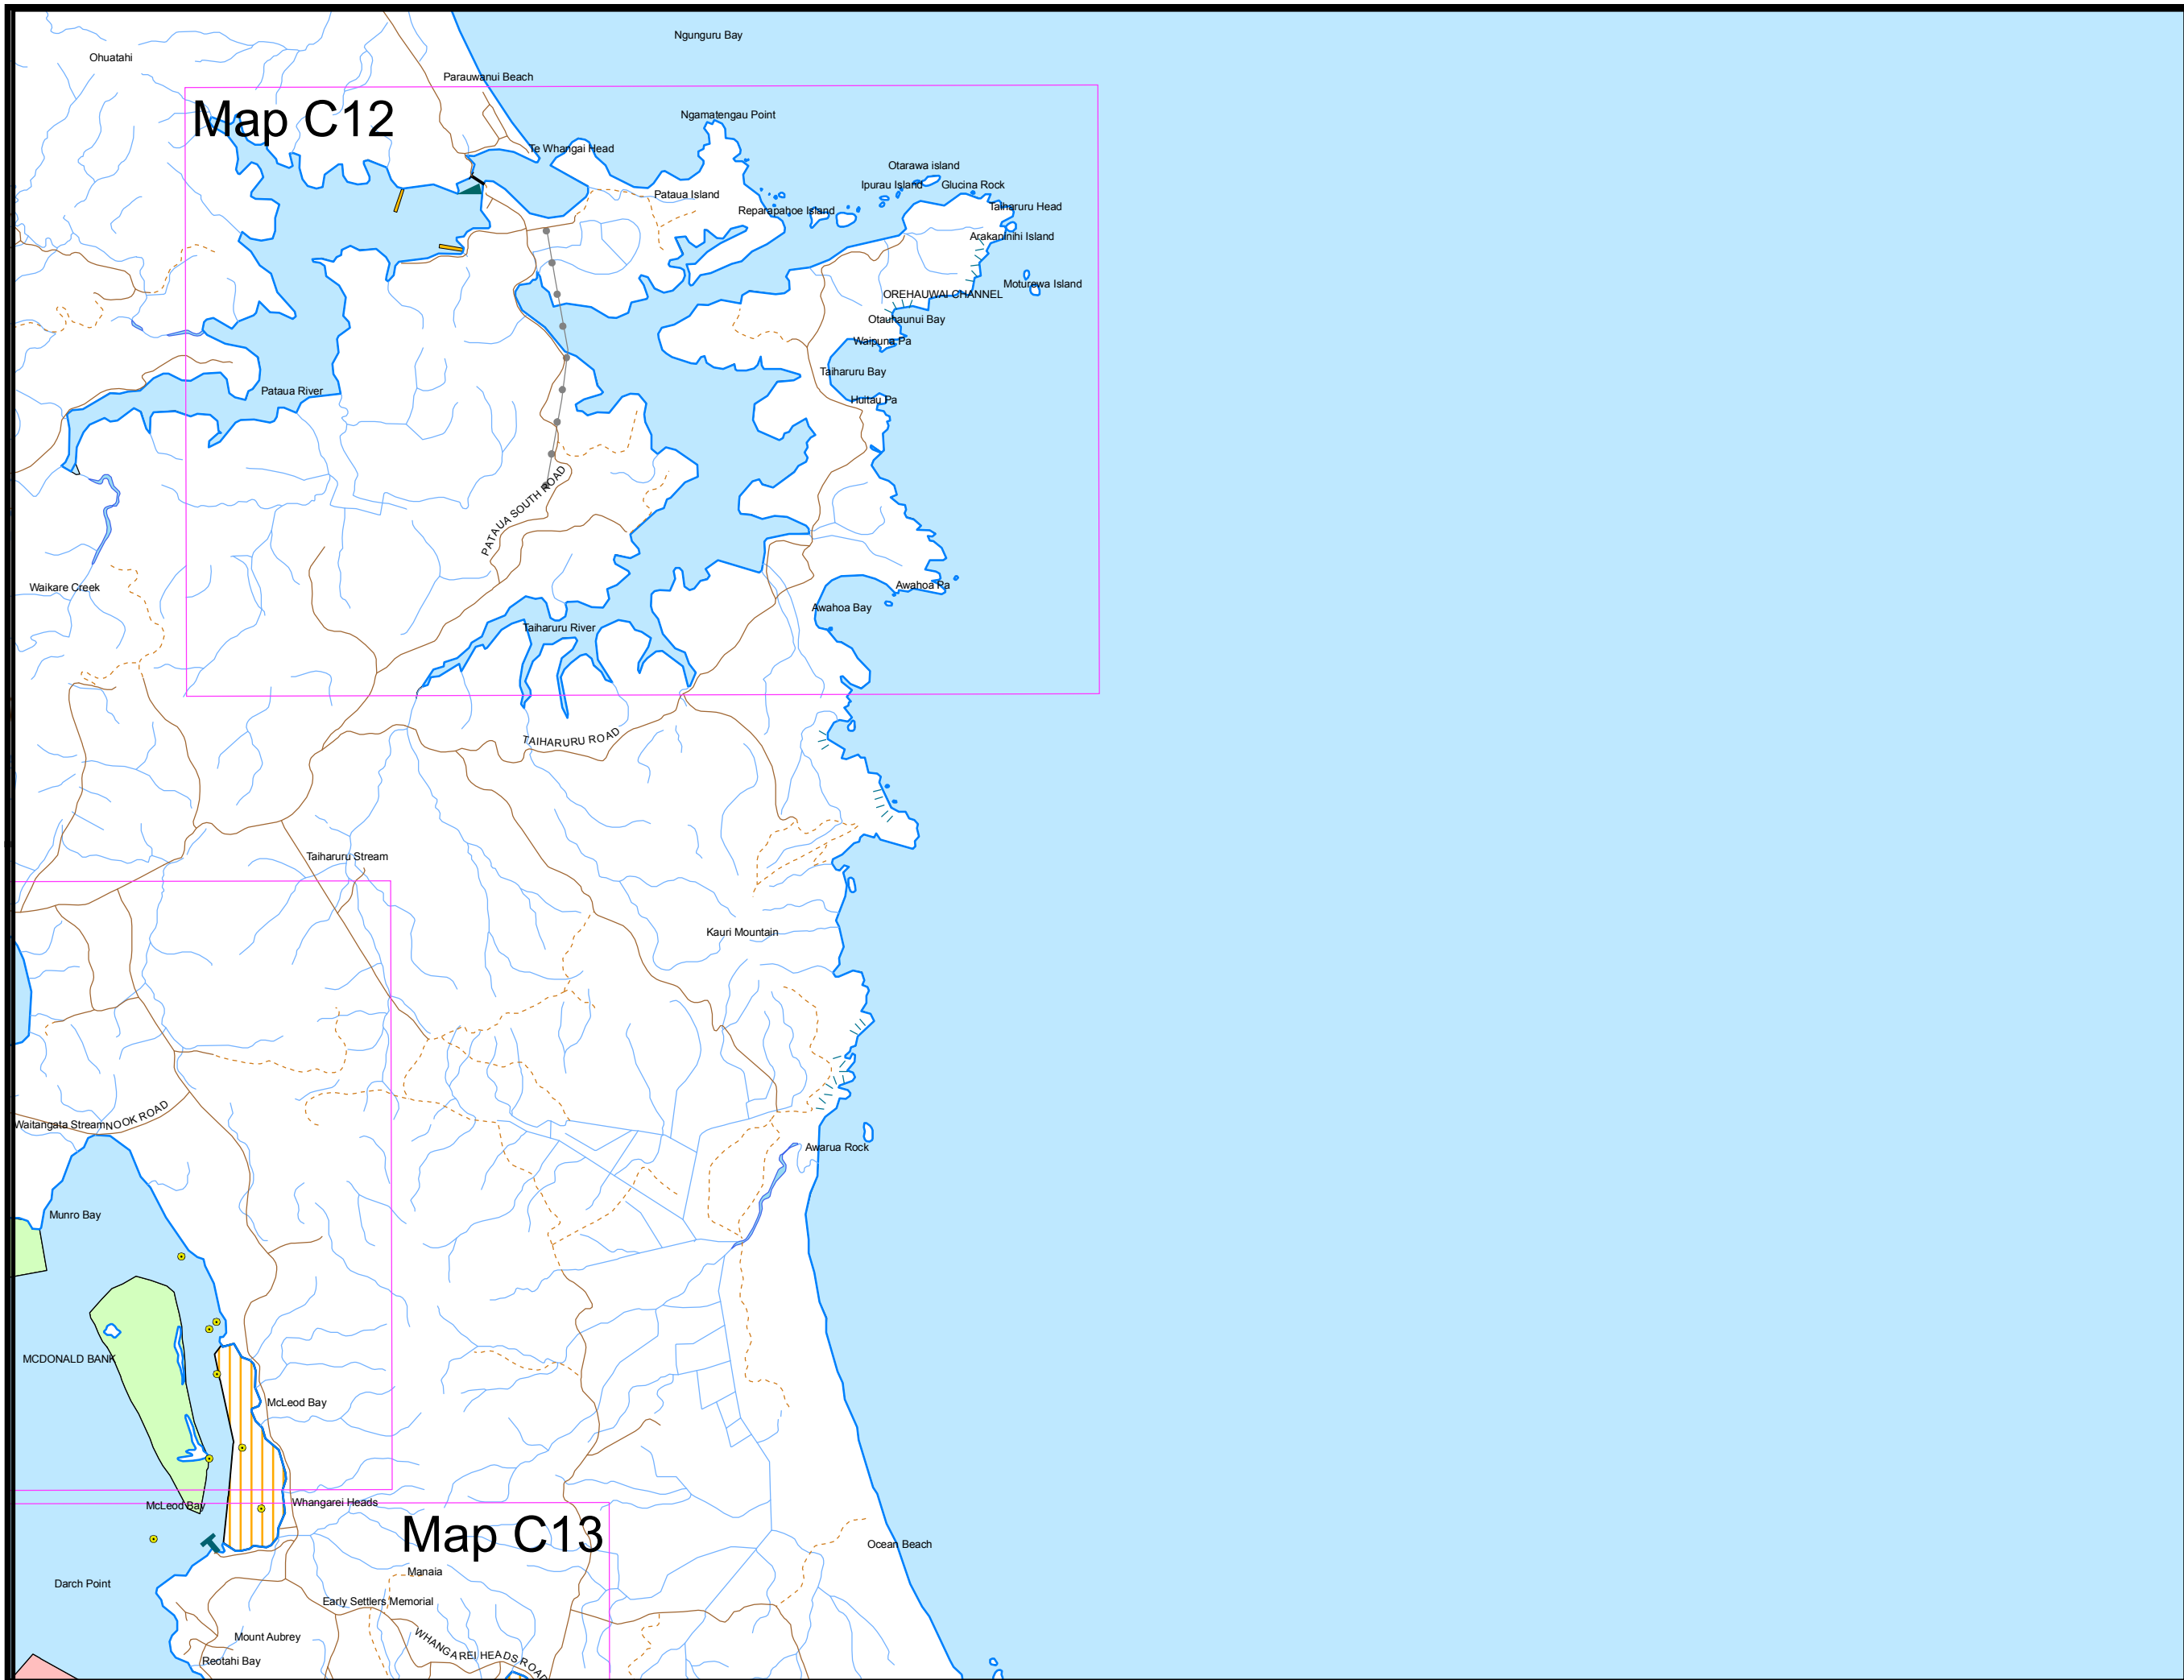 Ngunguru Bay
Ohuatahi
Parauwanui Beach
Map C12
Ngamatengau Point
Te Whangai Head
Otarawa island
Ipurau Island
Glucina Rock
Pataua Island
Reparapahoe Island
Taiharuru Head
Arakaninihi Island
Moturewa Island
OREHAUWAI CHANNEL
Otauhaunui Bay
Waipuna Pa
Taiharuru Bay
Pataua River
Huitau Pa
PATAUA SOUTH ROAD
Waikare Creek
Awahoa Pa
Awahoa Bay
Taiharuru River
TAIHARURU ROAD
Taiharuru Stream
Kauri Mountain
Waitangata Stream
NOOK ROAD
Awarua Rock
Munro Bay
MCDONALD BANK
McLeod Bay
McLeod Bay
Whangarei Heads
Map C13
Ocean Beach
Manaia
Darch Point
Early Settlers Memorial
Mount Aubrey
WHANGAREI HEADS ROAD
Reotahi Bay